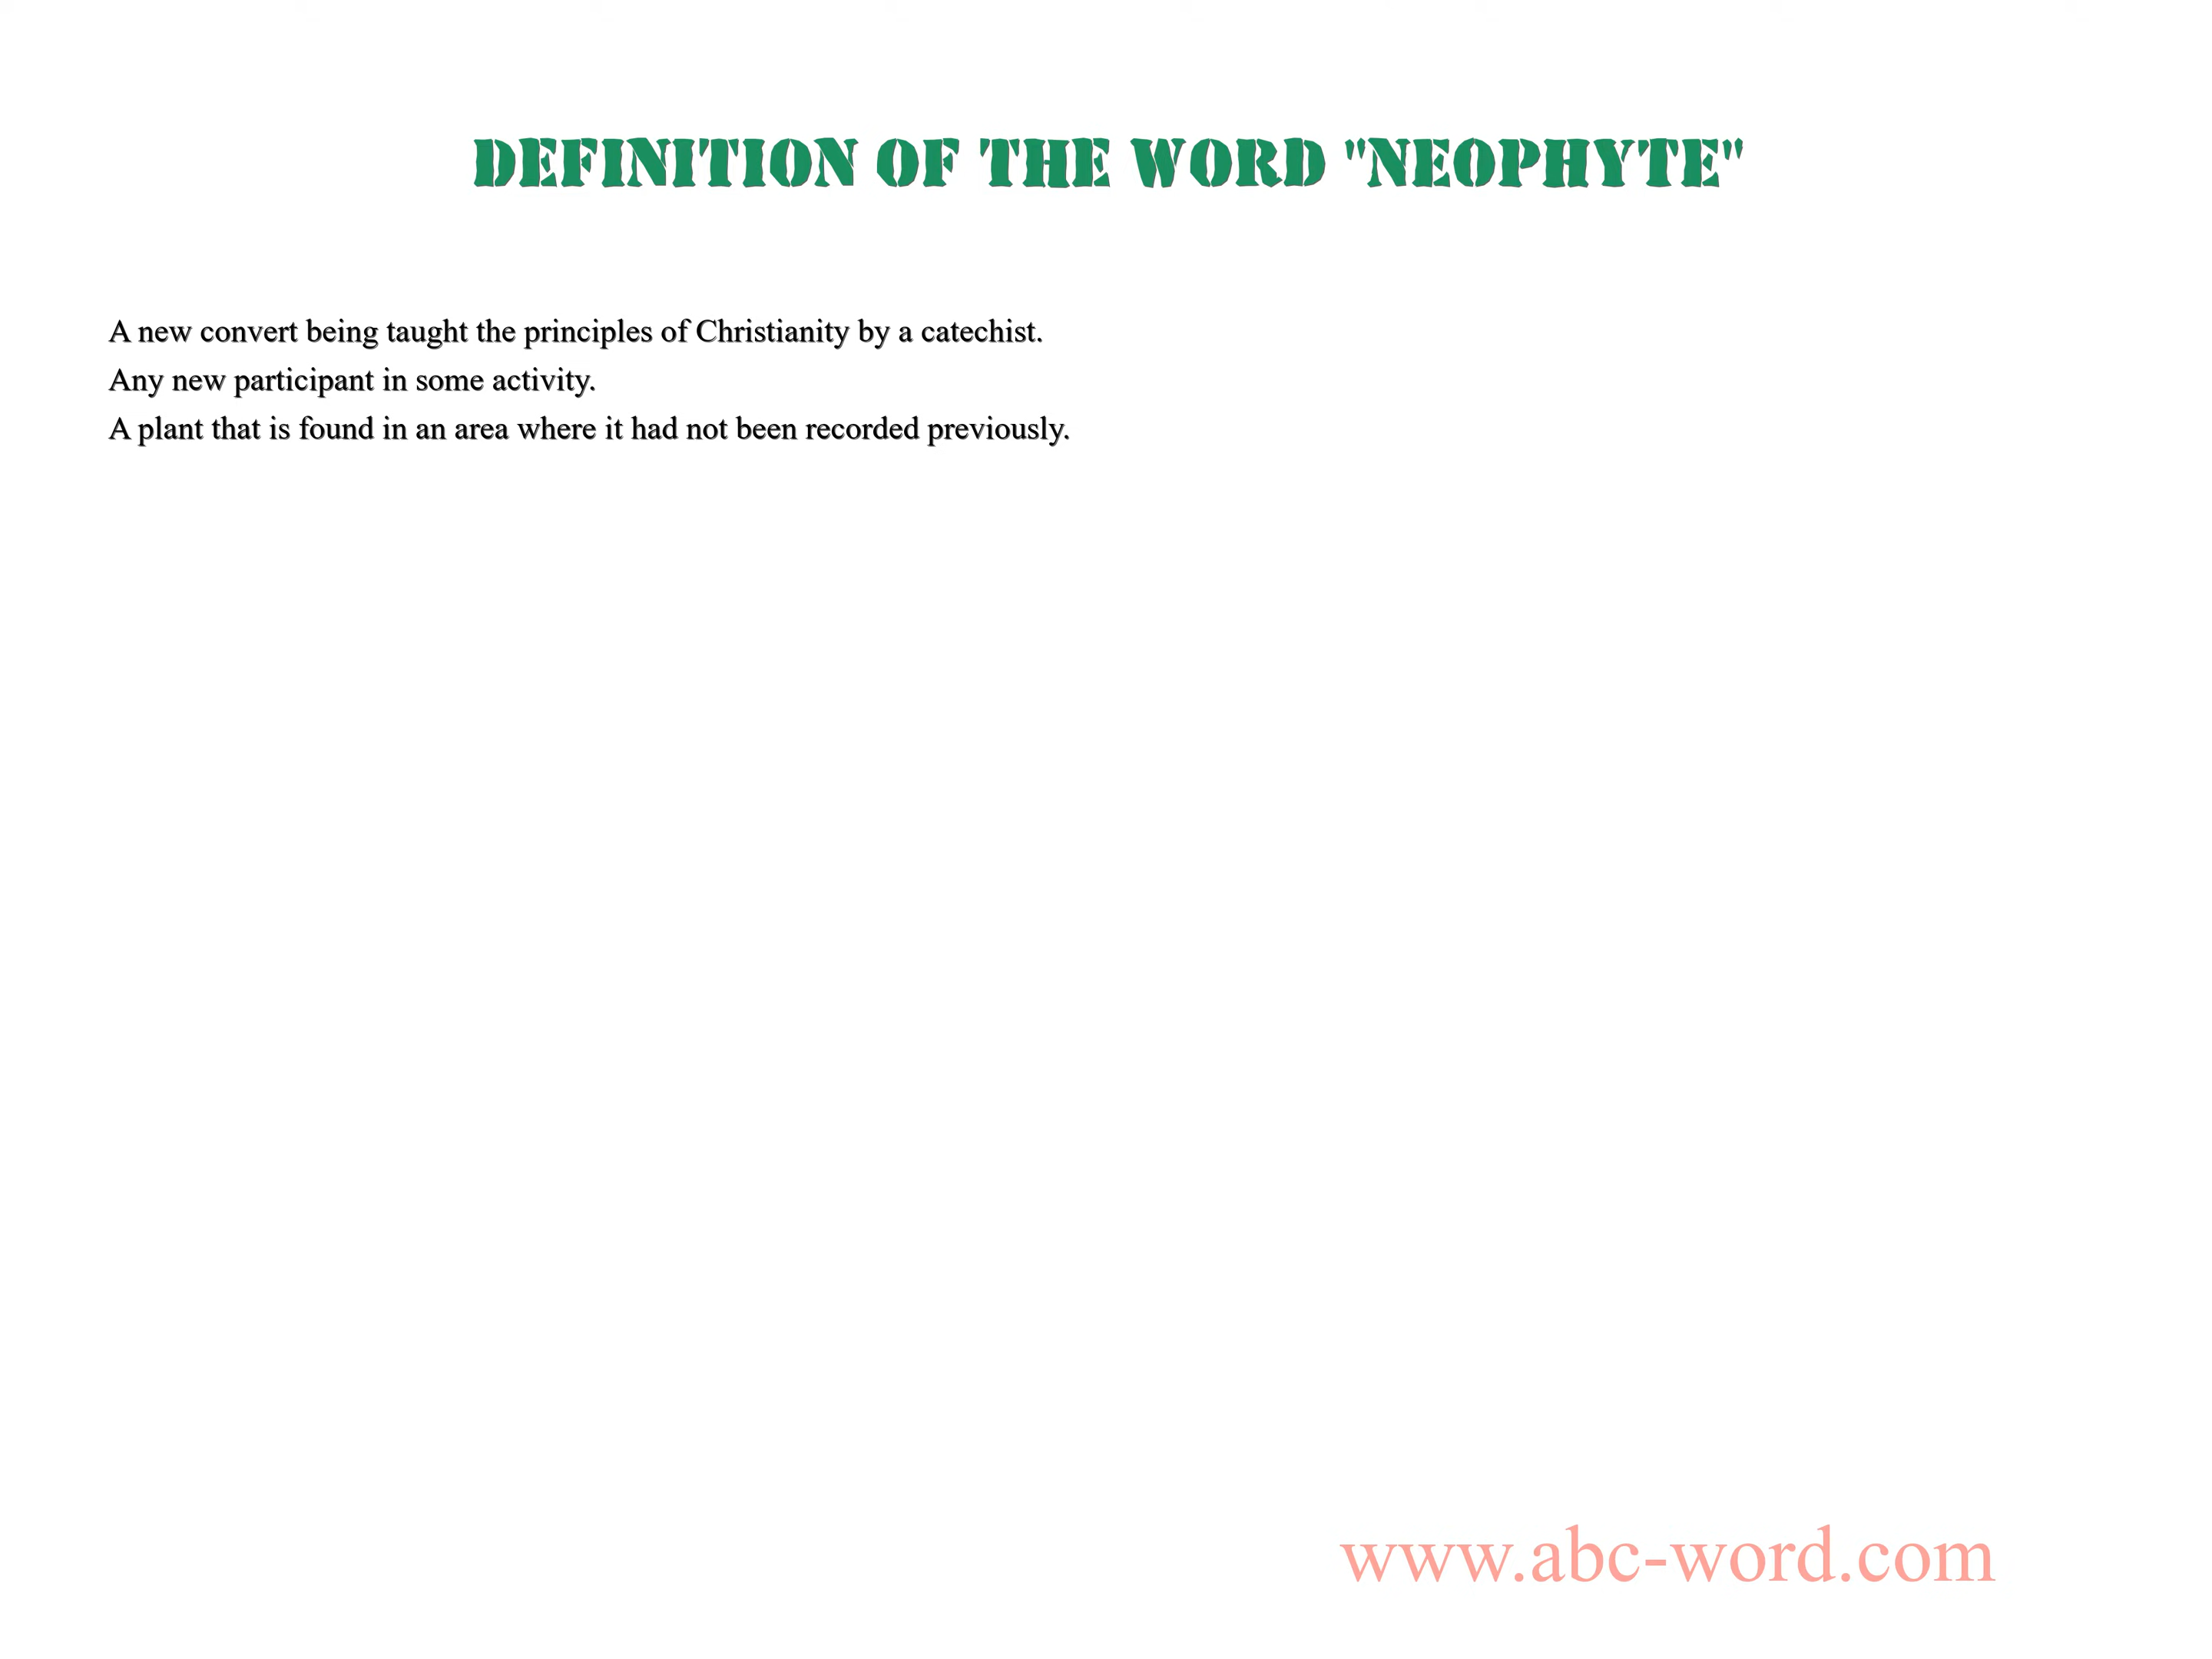 DEFINITION OF THE WORD "NEOPHYTE"
A new convert being taught the principles of Christianity by a catechist.
Any new participant in some activity.
A plant that is found in an area where it had not been recorded previously.
www.abc-word.com